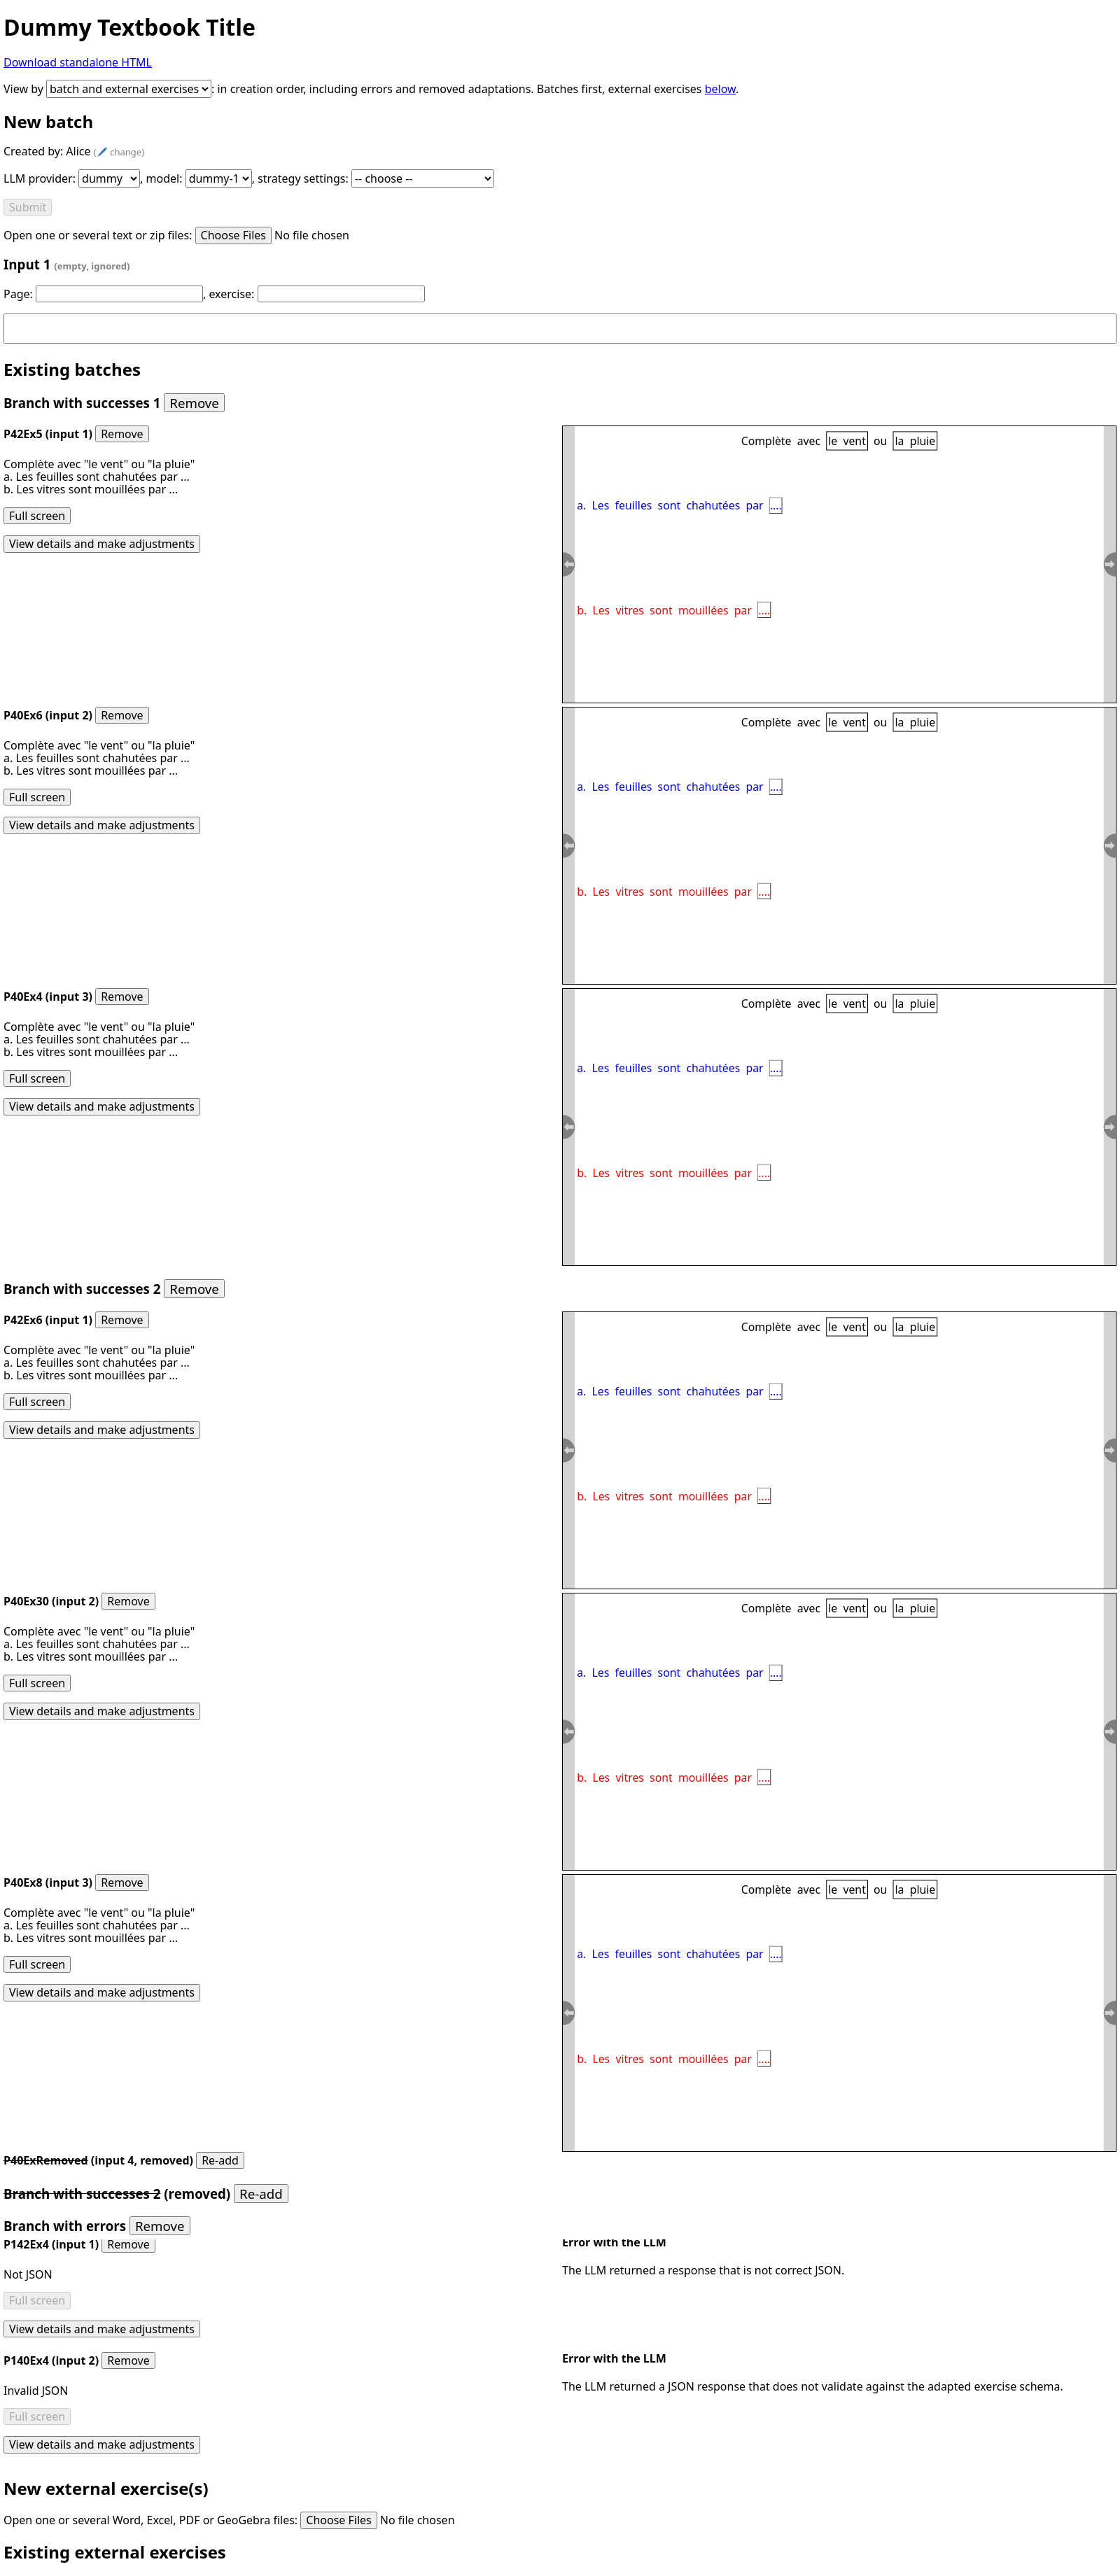 Dummy Textbook Title
Download standalone HTML
View by batch and external exercises: in creation order, including errors and removed adaptations. Batches first, external exercises below.
New batch
Created by: Alice (🖊️ change)
LLM provider: dummy, model: dummy-1, strategy settings: -- choose --
Submit
Open one or several text or zip files: Choose Files No file chosen
Input 1 (empty, ignored)
Page: , exercise:
Existing batches
Branch with successes 1 Remove
P42Ex5 (input 1) Remove
Complète avec "le vent" ou "la pluie"
a. Les feuilles sont chahutées par ...
b. Les vitres sont mouillées par ...
Full screen
View details and make adjustments
Complète avec le vent ou la pluie
a. Les feuilles sont chahutées par ....
b. Les vitres sont mouillées par ....
P40Ex6 (input 2) Remove
Complète avec "le vent" ou "la pluie"
a. Les feuilles sont chahutées par ...
b. Les vitres sont mouillées par ...
Full screen
View details and make adjustments
Complète avec le vent ou la pluie
a. Les feuilles sont chahutées par ....
b. Les vitres sont mouillées par ....
P40Ex4 (input 3) Remove
Complète avec "le vent" ou "la pluie"
a. Les feuilles sont chahutées par ...
b. Les vitres sont mouillées par ...
Full screen
View details and make adjustments
Complète avec le vent ou la pluie
a. Les feuilles sont chahutées par ....
b. Les vitres sont mouillées par ....
Branch with successes 2 Remove
P42Ex6 (input 1) Remove
Complète avec "le vent" ou "la pluie"
a. Les feuilles sont chahutées par ...
b. Les vitres sont mouillées par ...
Full screen
View details and make adjustments
Complète avec le vent ou la pluie
a. Les feuilles sont chahutées par ....
b. Les vitres sont mouillées par ....
P40Ex30 (input 2) Remove
Complète avec "le vent" ou "la pluie"
a. Les feuilles sont chahutées par ...
b. Les vitres sont mouillées par ...
Full screen
View details and make adjustments
Complète avec le vent ou la pluie
a. Les feuilles sont chahutées par ....
b. Les vitres sont mouillées par ....
P40Ex8 (input 3) Remove
Complète avec "le vent" ou "la pluie"
a. Les feuilles sont chahutées par ...
b. Les vitres sont mouillées par ...
Full screen
View details and make adjustments
Complète avec le vent ou la pluie
a. Les feuilles sont chahutées par ....
b. Les vitres sont mouillées par ....
P40ExRemoved (input 4, removed) Re-add
Branch with successes 2 (removed) Re-add
Branch with errors Remove
P142Ex4 (input 1) Remove
Not JSON
Full screen
View details and make adjustments
Error with the LLM
The LLM returned a response that is not correct JSON.
P140Ex4 (input 2) Remove
Invalid JSON
Full screen
View details and make adjustments
Error with the LLM
The LLM returned a JSON response that does not validate against the adapted exercise schema.
New external exercise(s)
Open one or several Word, Excel, PDF or GeoGebra files: Choose Files No file chosen
Existing external exercises